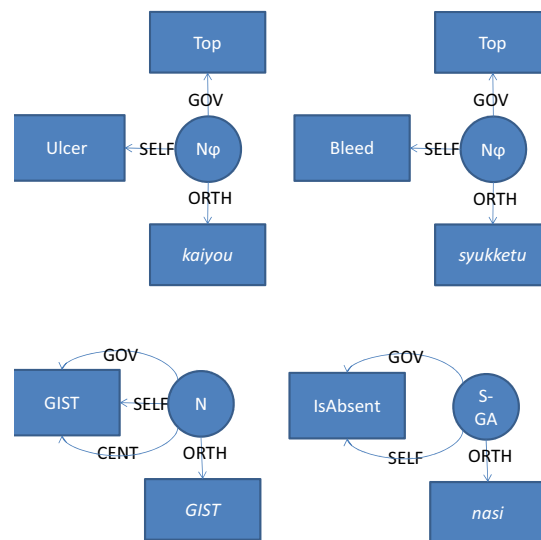 Top
GOV
Ulcer
SELF
Nφ
ORTH
kaiyou
Top
GOV
Bleed
SELF
Nφ
ORTH
syukketu
GOV
GIST
SELF
N
CENT
ORTH
GIST
GOV
IsAbsent
S-
GA
SELF
ORTH
nasi